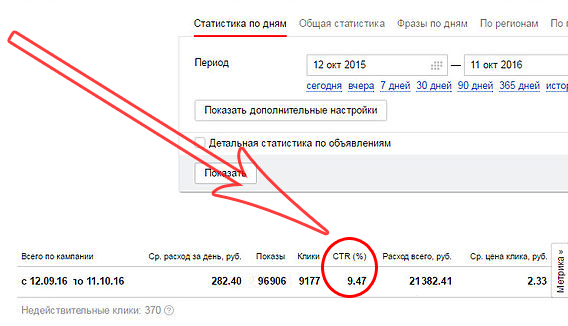 Статистика по дням Общая статистика Фразы по дням По регионам По п
Период 12 окт 2015 — 11 окт 2016
сегодня вчера 7 дней 30 дней 90 дней 365 дней истор
Показать дополнительные настройки
Детальная статистика по объявлениям
Показать
Всего по кампании Ср. расход за день, руб. Показы Клики CTR (%) Расход всего, руб. Ср. цена клика, руб.
с 12.09.16 по 11.10.16 282.40 96906 9177 9.47 21382.41 2.33
Метрика »
Недействительные клики: 370 ?